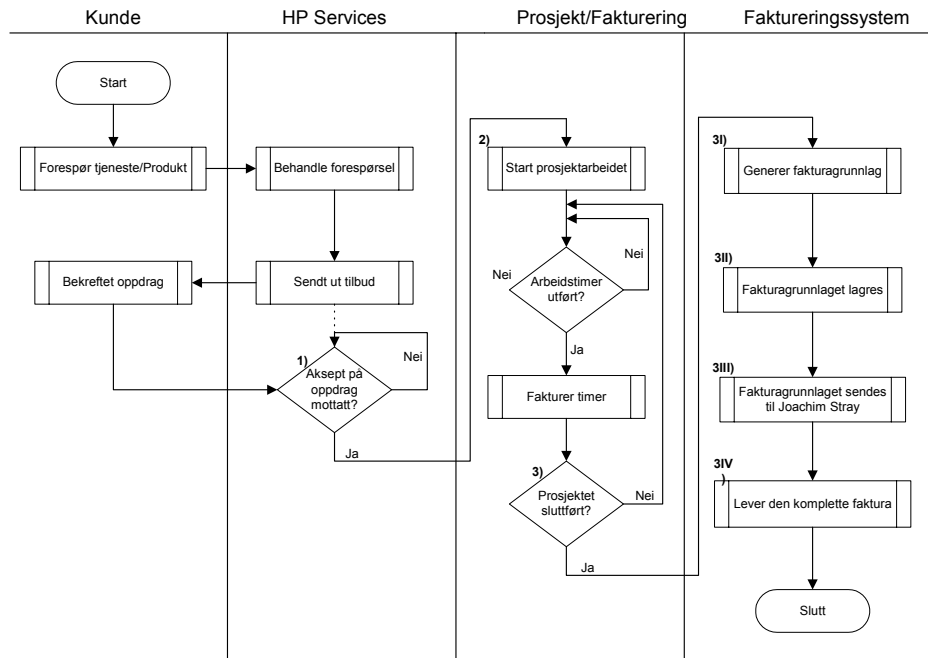 Kunde
HP Services
Prosjekt/Fakturering
Faktureringssystem
Start
Forespør tjeneste/Produkt
Behandle forespørsel
Bekreftet oppdrag
Sendt ut tilbud
1)
Aksept på
oppdrag
mottatt?
Nei
Ja
2)
Start prosjektarbeidet
Nei
Nei
Arbeidstimer
utført?
Ja
Fakturer timer
3)
Prosjektet
sluttført?
Nei
Ja
3I)
Generer fakturagrunnlag
3II)
Fakturagrunnlaget lagres
3III)
Fakturagrunnlaget sendes
til Joachim Stray
3IV
)
Lever den komplette faktura
Slutt